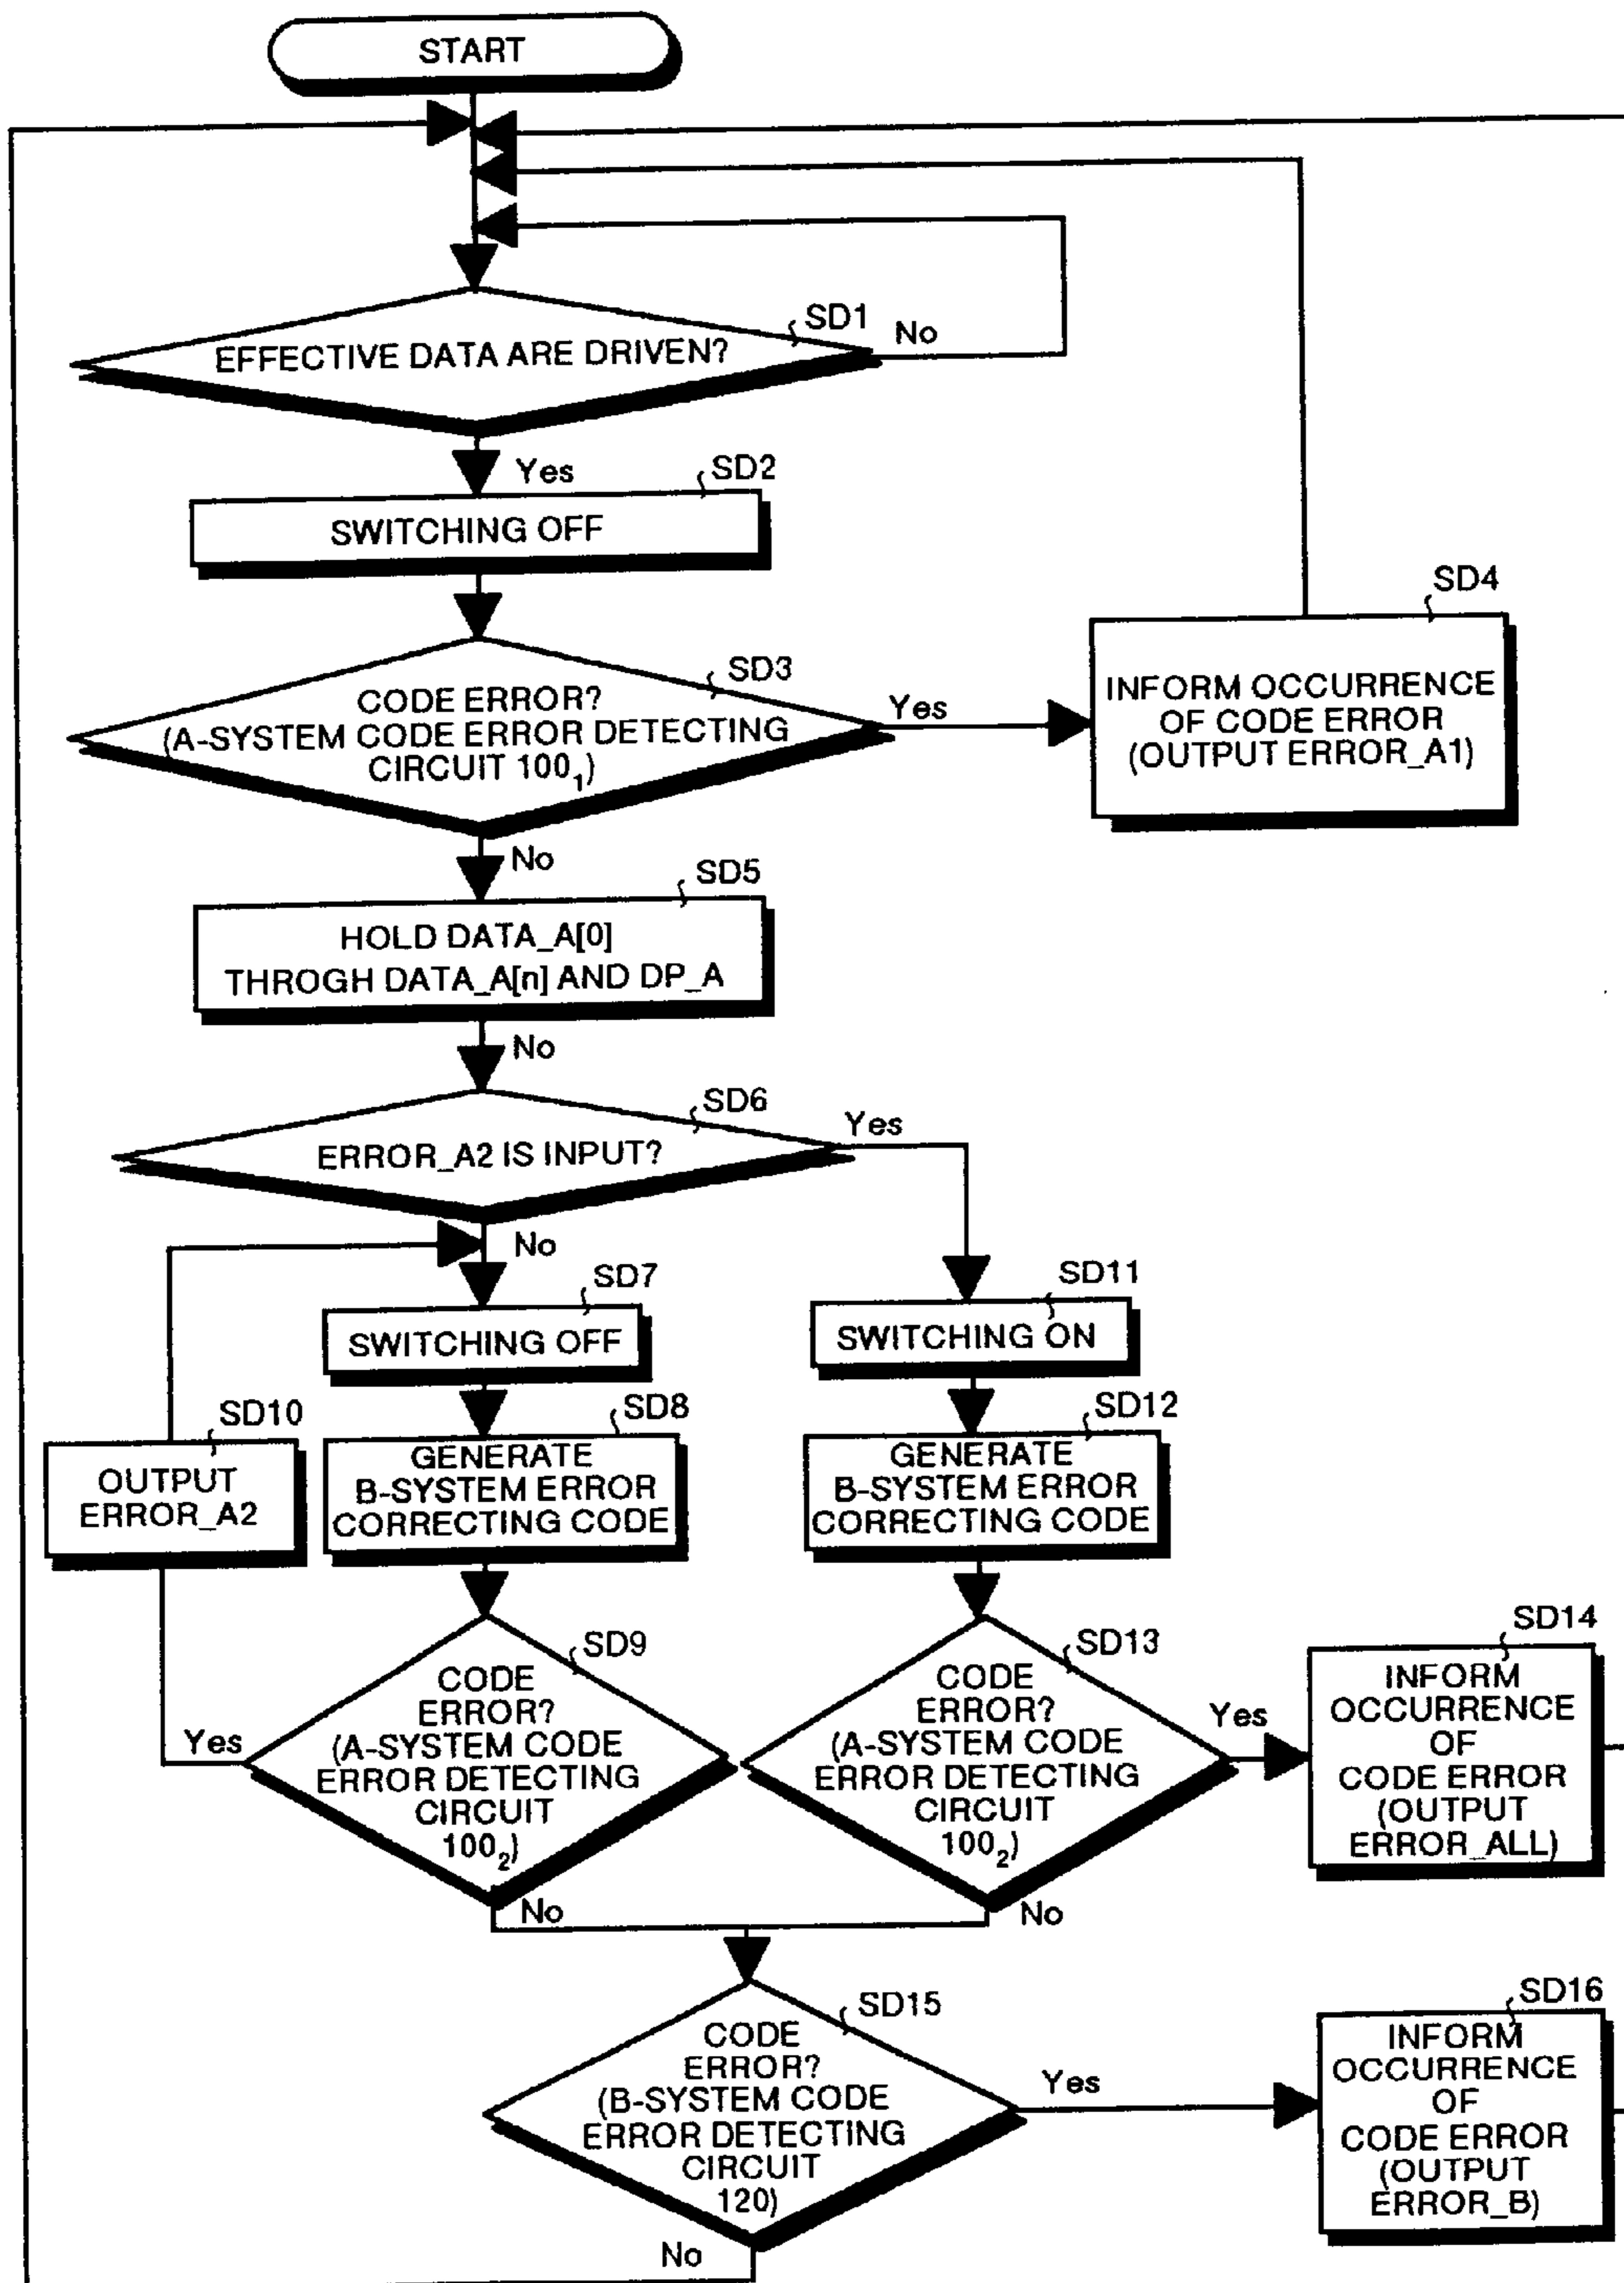 START
SD1
EFFECTIVE DATA ARE DRIVEN?
No
Yes
SD2
SWITCHING OFF
SD3
CODE ERROR?
(A-SYSTEM CODE ERROR DETECTING
CIRCUIT 100₁)
Yes
SD4
INFORM OCCURRENCE
OF CODE ERROR
(OUTPUT ERROR_A1)
No
SD5
HOLD DATA_A[0]
THROGH DATA_A[n] AND DP_A
No
SD6
ERROR_A2 IS INPUT?
Yes
No
SD7
SWITCHING OFF
SD11
SWITCHING ON
SD10
OUTPUT
ERROR_A2
SD8
GENERATE
B-SYSTEM ERROR
CORRECTING CODE
SD12
GENERATE
B-SYSTEM ERROR
CORRECTING CODE
SD9
CODE
ERROR?
(A-SYSTEM CODE
ERROR DETECTING
CIRCUIT
100₂)
Yes
No
SD13
CODE
ERROR?
(A-SYSTEM CODE
ERROR DETECTING
CIRCUIT
100₂)
Yes
No
SD14
INFORM
OCCURRENCE
OF
CODE ERROR
(OUTPUT
ERROR_ALL)
SD15
CODE
ERROR?
(B-SYSTEM CODE
ERROR DETECTING
CIRCUIT
120)
Yes
No
SD16
INFORM
OCCURRENCE
OF
CODE ERROR
(OUTPUT
ERROR_B)